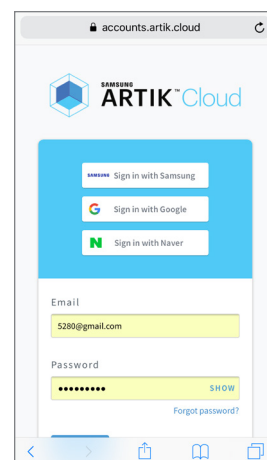 accounts.artik.cloud
SAMSUNG
ARTIK™ Cloud
SAMSUNG Sign in with Samsung
G Sign in with Google
N Sign in with Naver
Email
5280@gmail.com
Password
•••••••••
SHOW
Forgot password?